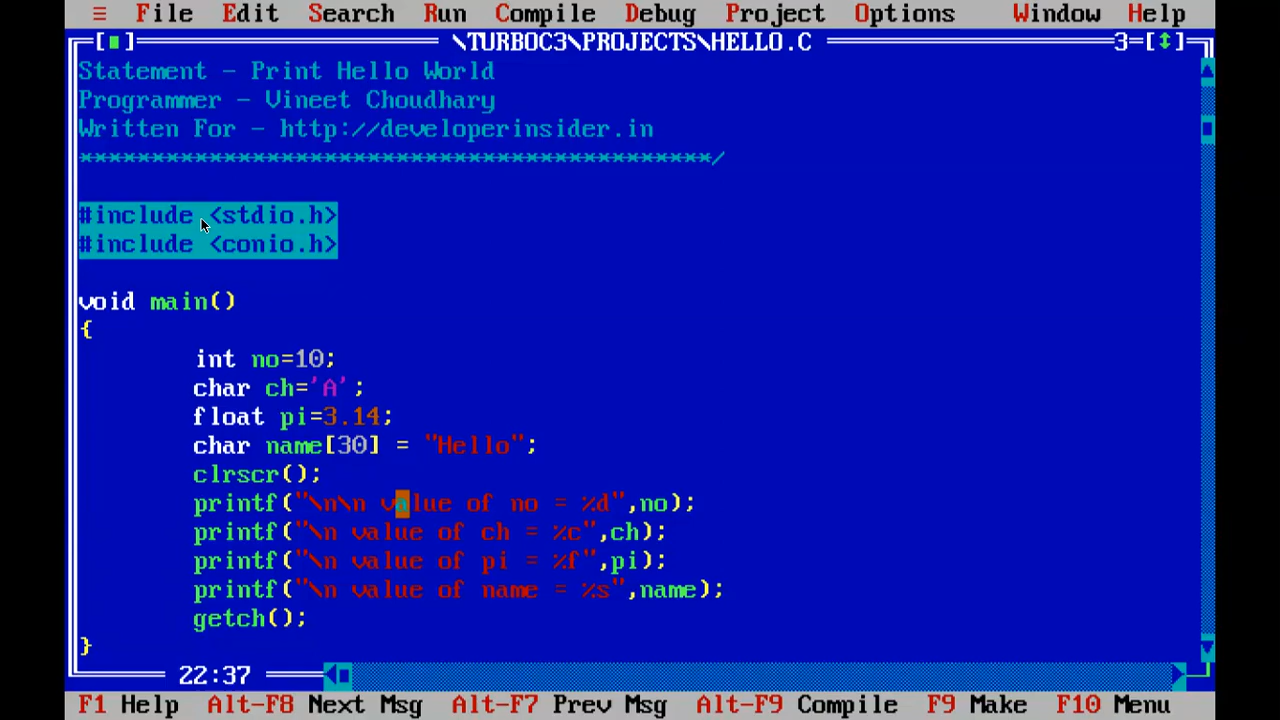 ≡ File Edit Search Run Compile Debug Project Options Window Help
[■] \TURBOC3\PROJECTS\HELLO.C 3=[↕]
Statement - Print Hello World
Programmer - Vineet Choudhary
Written For - http://developerinsider.in
********************************************/
#include <stdio.h>
#include <conio.h>
void main()
{
int no=10;
char ch='A';
float pi=3.14;
char name[30] = "Hello";
clrscr();
printf("\n\n value of no = %d",no);
printf("\n value of ch = %c",ch);
printf("\n value of pi = %f",pi);
printf("\n value of name = %s",name);
getch();
}
22:37
F1 Help Alt-F8 Next Msg Alt-F7 Prev Msg Alt-F9 Compile F9 Make F10 Menu